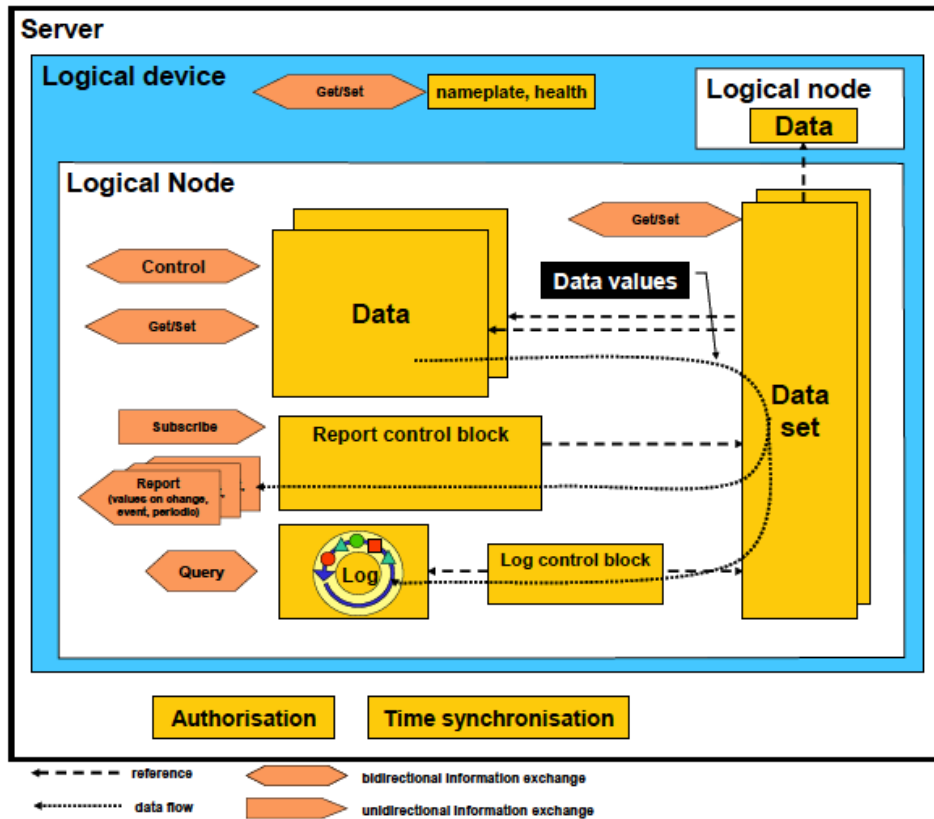 Server
Logical device
Get/Set
nameplate, health
Logical node
Data
Logical Node
Get/Set
Control
Data values
Get/Set
Data
Data
set
Subscribe
Report control block
Report
(values on change,
event, periodic)
Query
Log
Log control block
Authorisation
Time synchronisation
reference
bidirectional information exchange
data flow
unidirectional information exchange